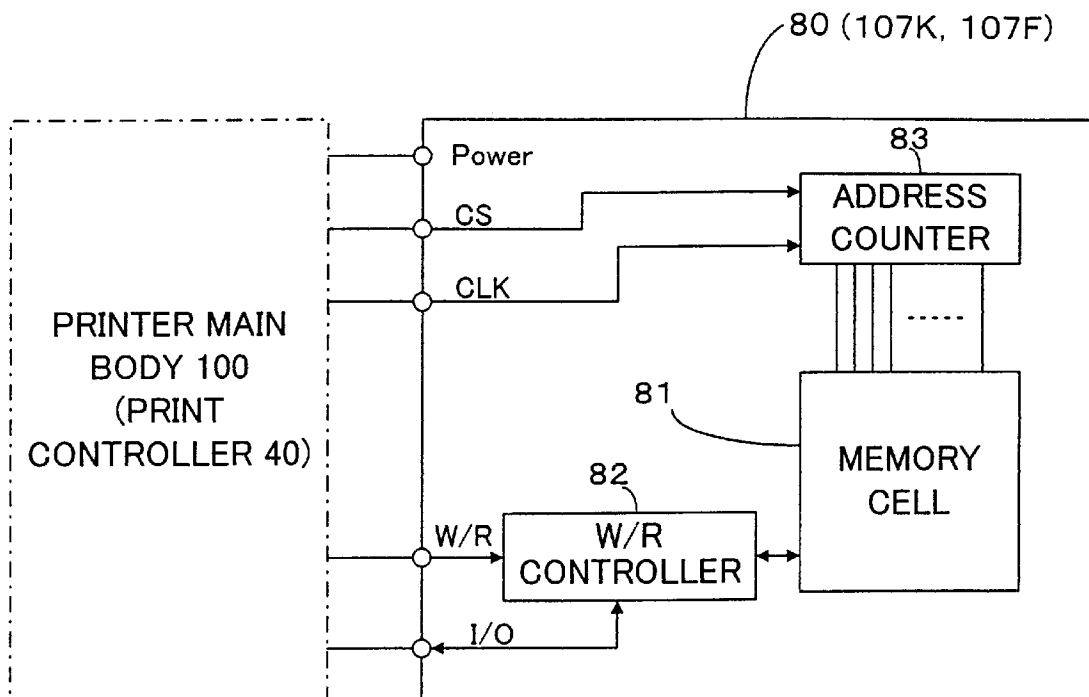 80 (107K, 107F)
PRINTER MAIN
BODY 100
(PRINT
CONTROLLER 40)
Power
CS
CLK
W/R
I/O
83
ADDRESS
COUNTER
81
MEMORY
CELL
82
W/R
CONTROLLER